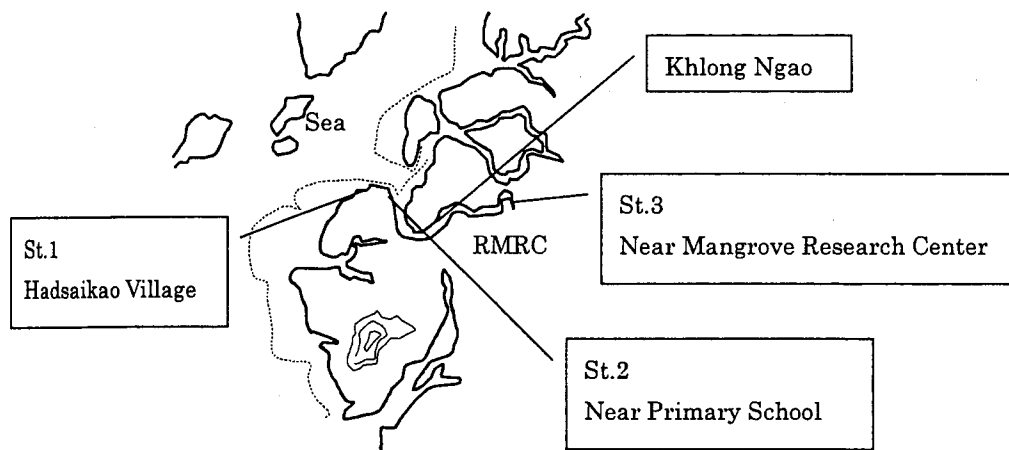 Khlong Ngao
Sea
St.1
Hadsaikao Village
RMRC
St.3
Near Mangrove Research Center
St.2
Near Primary School